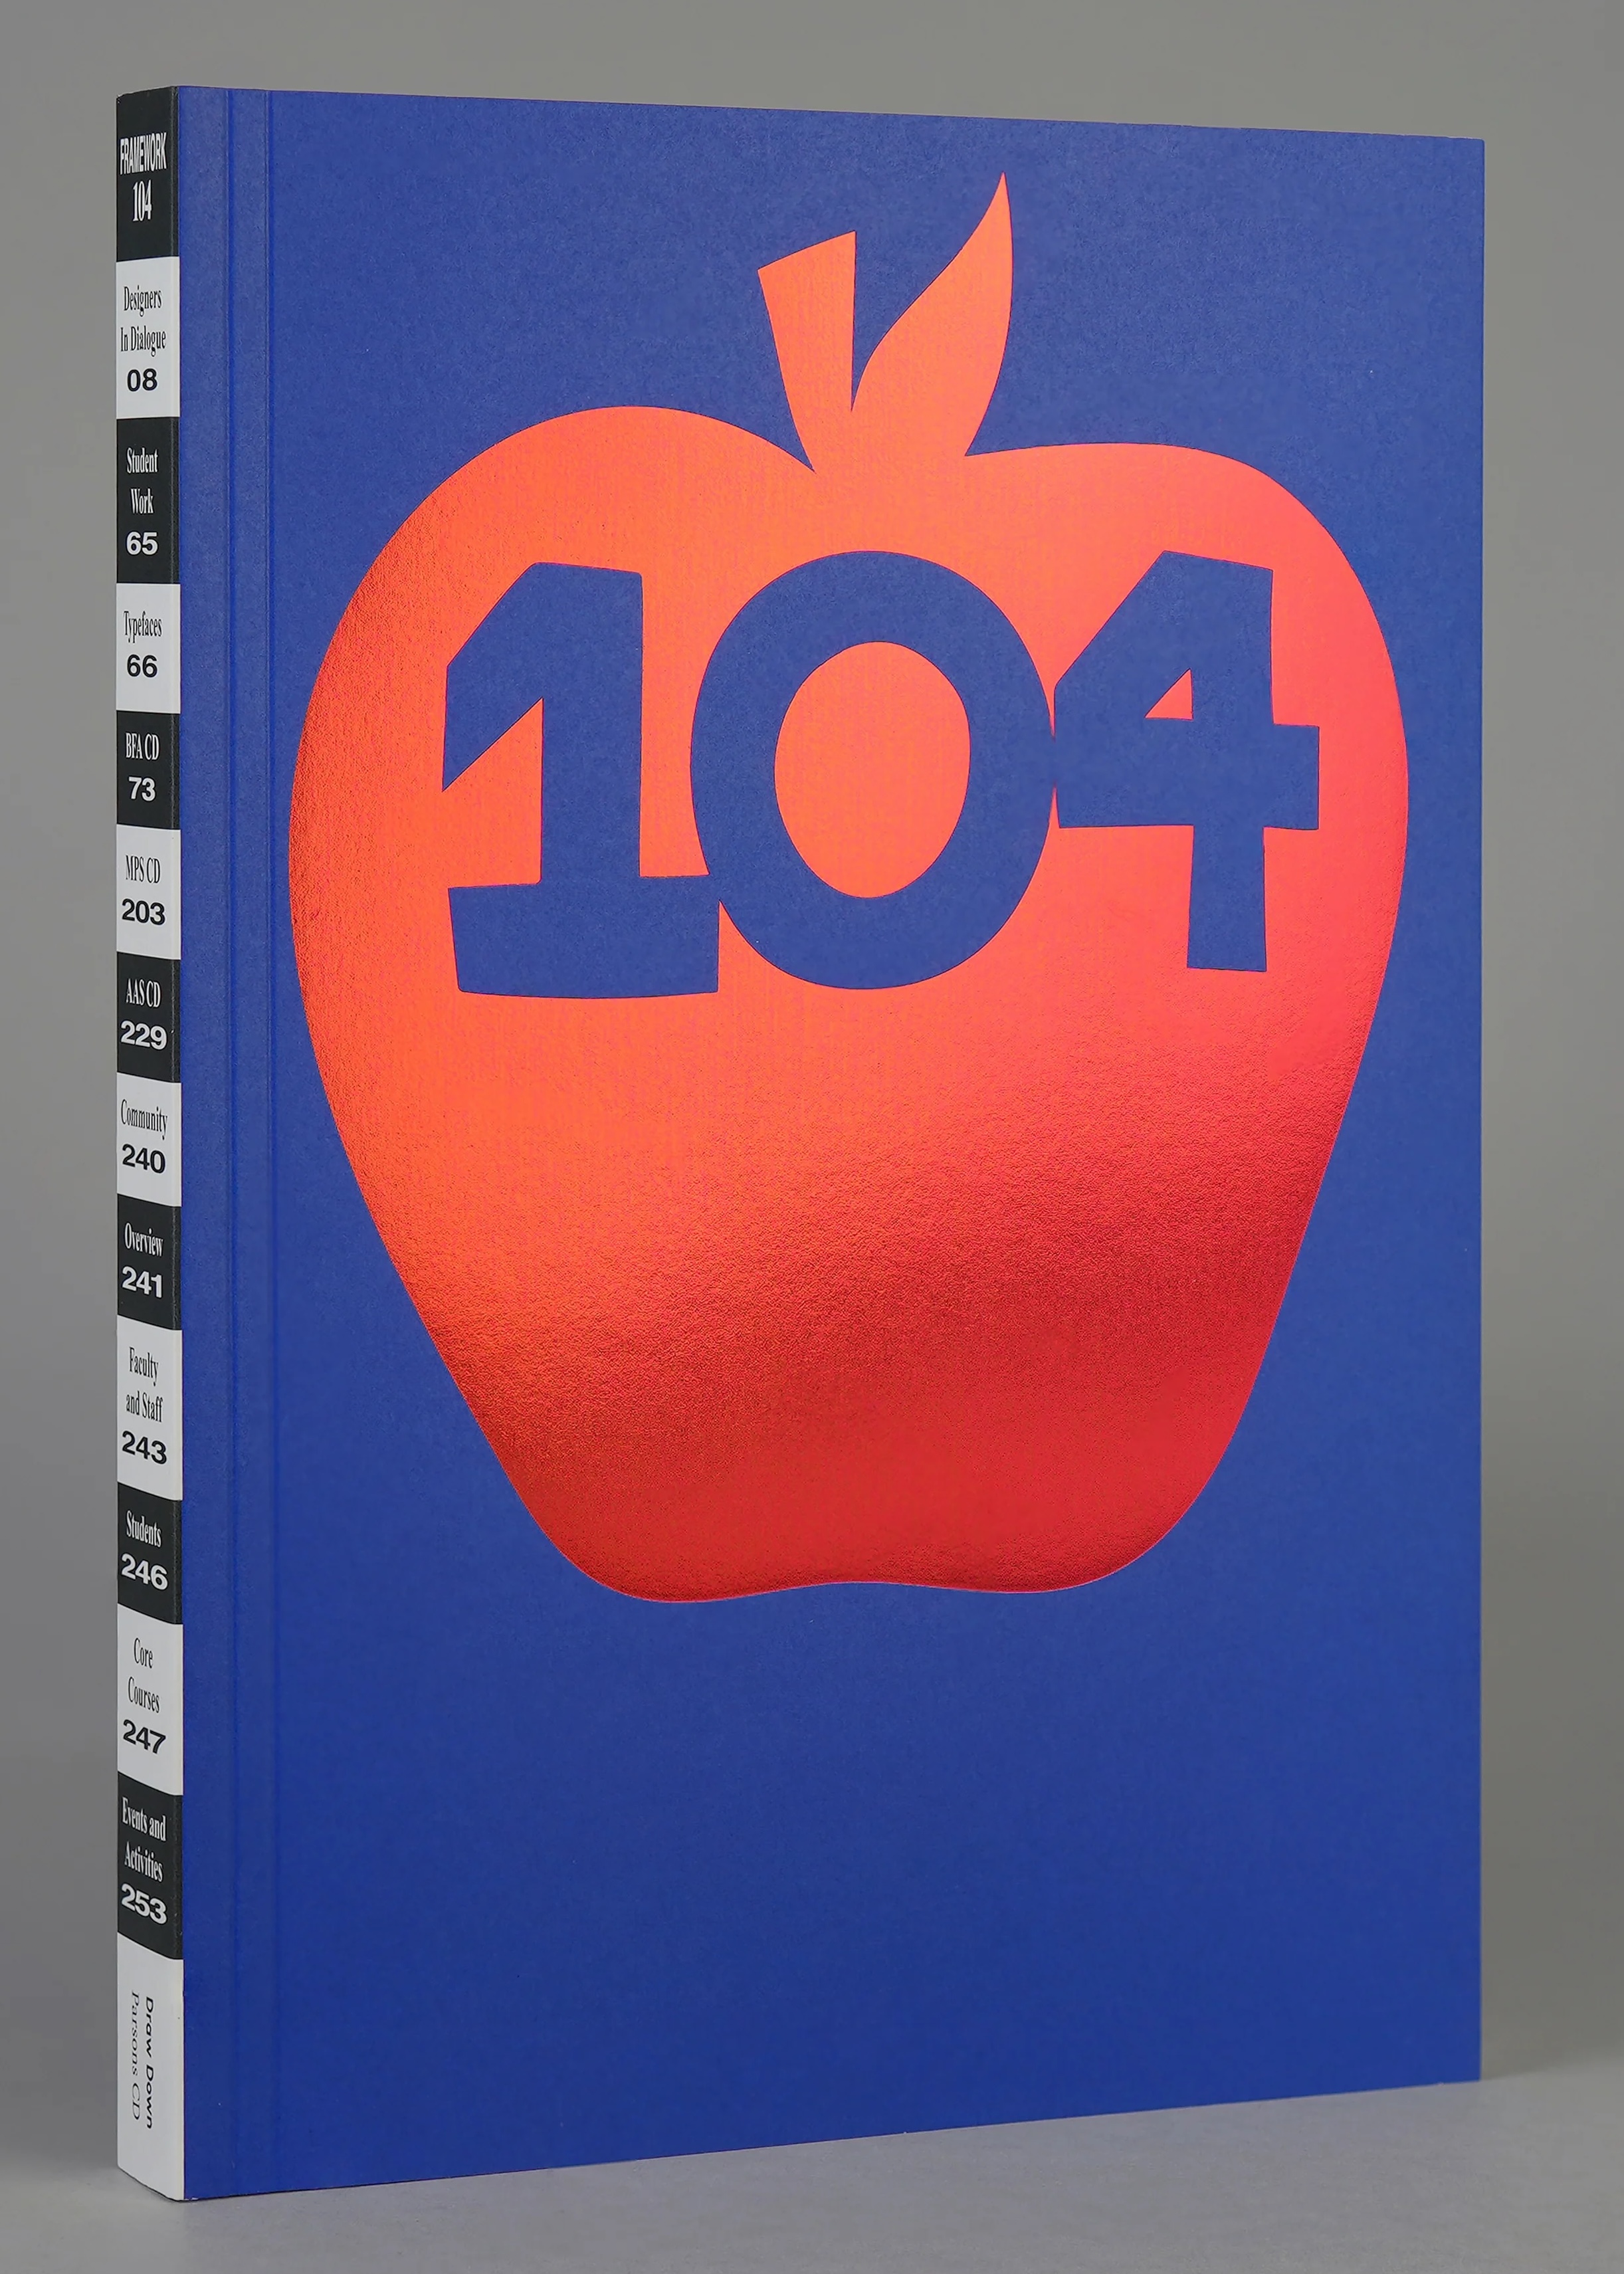 FRAMEWORK
104
Designers
In Dialogue
08
Student
Work
65
Typefaces
66
BFA CD
73
MPS CD
203
AAS CD
229
Community
240
Overview
241
Faculty
and Staff
243
Students
246
Core
Courses
247
Events and
Activities
253
Draw Down
Parsons CD
104